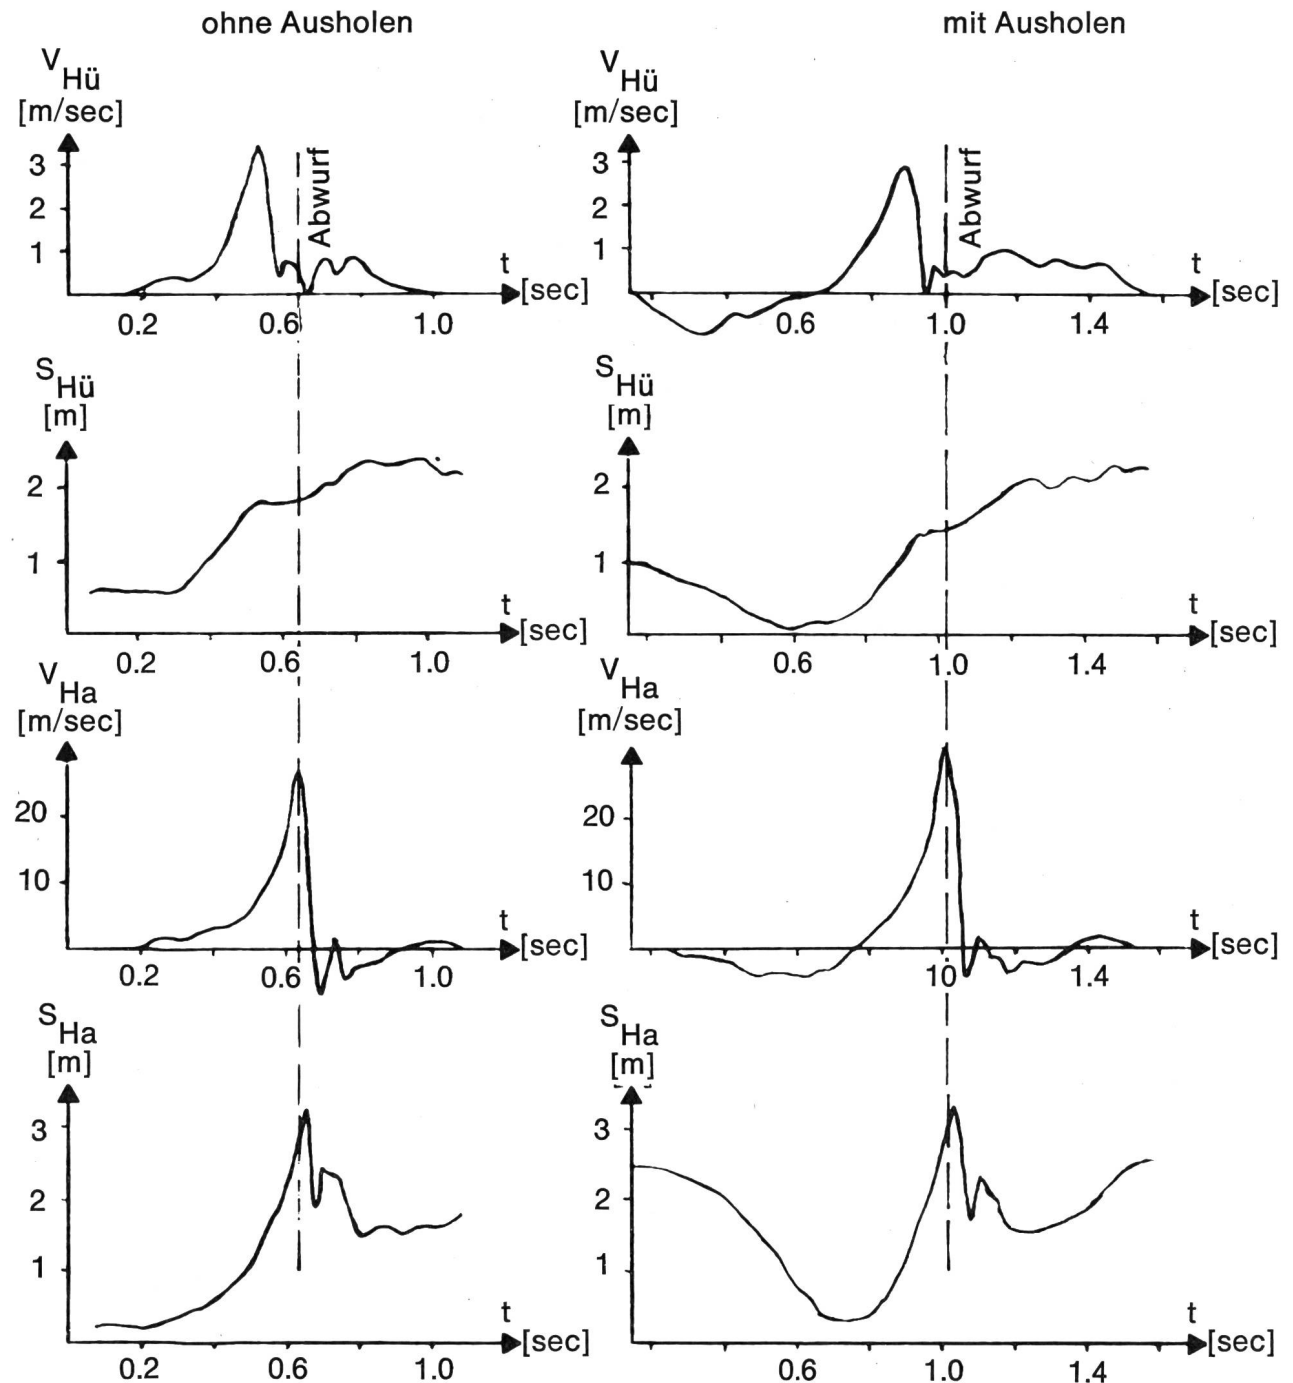 ohne Ausholen
mit Ausholen
V Hü
[m/sec]
3
2
1
Abwurf
t
[sec]
0.2 0.6 1.0
V Hü
[m/sec]
3
2
1
Abwurf
t
[sec]
0.6 1.0 1.4
S Hü
[m]
2
1
t
[sec]
0.2 0.6 1.0
S Hü
[m]
2
1
t
[sec]
0.6 1.0 1.4
V Ha
[m/sec]
20
10
t
[sec]
0.2 0.6 1.0
V Ha
[m/sec]
20
10
t
[sec]
10 1.4
S Ha
[m]
3
2
1
t
[sec]
0.2 0.6 1.0
S Ha
[m]
3
2
1
t
[sec]
0.6 1.0 1.4